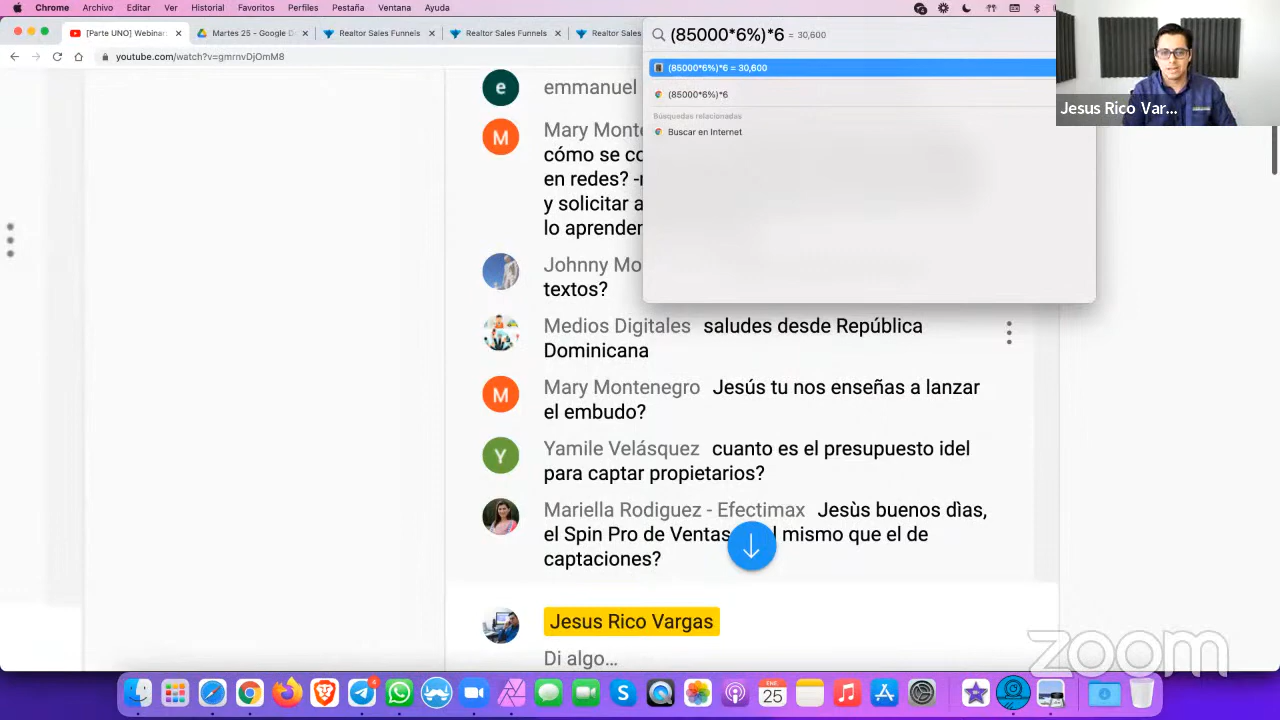 Chrome Archivo Editar Ver Historial Favoritos Perfiles Pestaña Ventana Ayuda
[Parte UNO] Webinar
Martes 25 - Google D
Realtor Sales Funnels
Realtor Sales Funnels
Realtor Sales
youtube.com/watch?v=gmrnvDjOmM8
(85000*6%)*6 = 30,600
(85000*6%)*6 = 30,600
(85000*6%)*6
Búsquedas relacionadas
Buscar en Internet
Jesus Rico Var...
e
emmanuel
M
Mary Monte
cómo se co
en redes? -
y solicitar a
lo aprender
Johnny Mo
textos?
Medios Digitales saludes desde República
Dominicana
M
Mary Montenegro Jesús tu nos enseñas a lanzar
el embudo?
Y
Yamile Velásquez cuanto es el presupuesto idel
para captar propietarios?
Mariella Rodiguez - Efectimax Jesùs buenos dìas,
el Spin Pro de Ventas l mismo que el de
captaciones?
Jesus Rico Vargas
Di algo...
zoom
4
ENE.
25